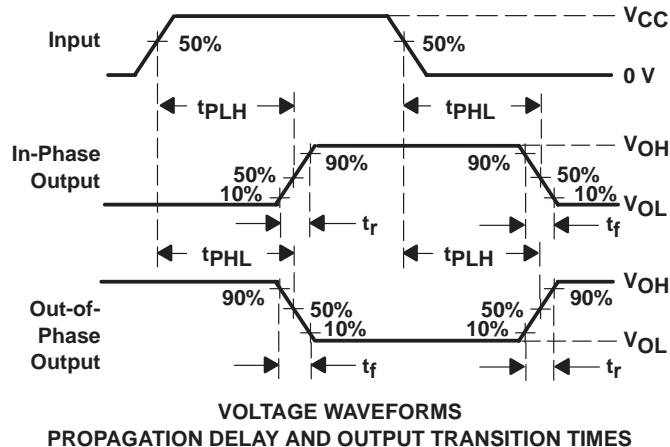 VCC
Input
50%
50%
0 V
tPLH
tPHL
In-Phase
Output
VOH
50%
10%
90%
90%
50%
10%
VOL
tr
tf
tPHL
tPLH
Out-of-
Phase
Output
90%
50%
10%
50%
10%
90%
VOH
VOL
tf
tr
VOLTAGE WAVEFORMS
PROPAGATION DELAY AND OUTPUT TRANSITION TIMES